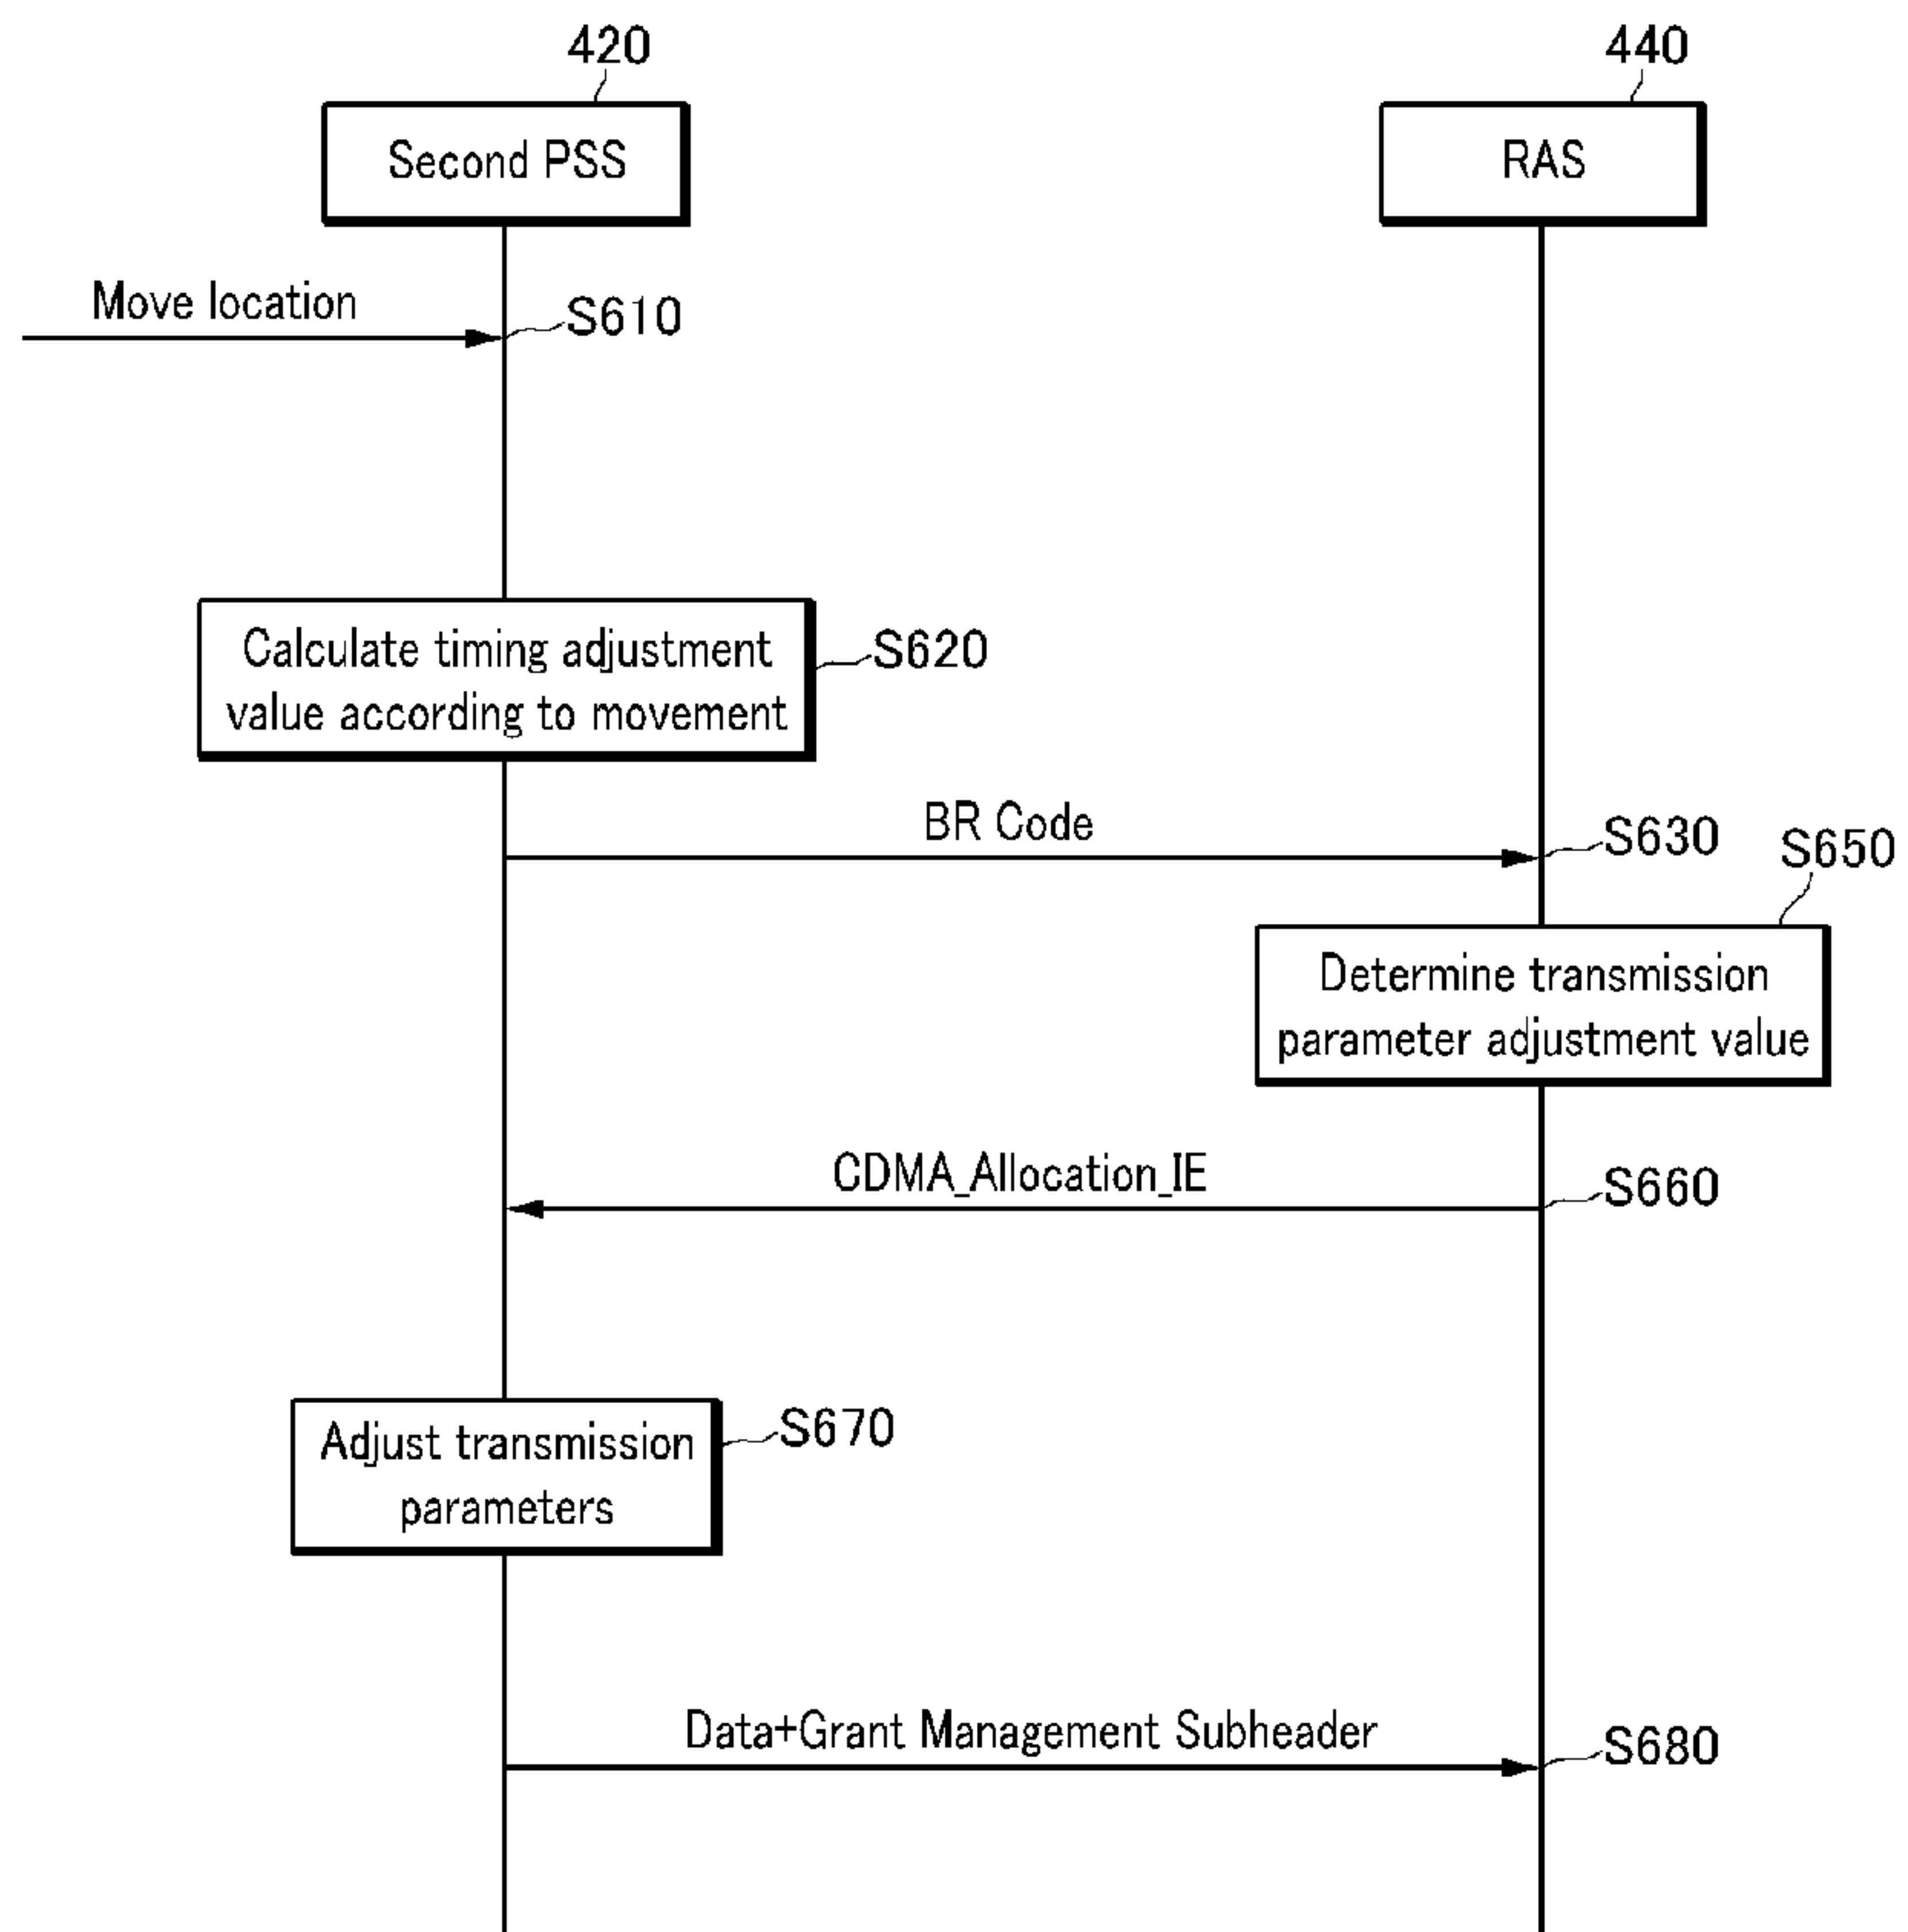 420
440
Second PSS
RAS
Move location
S610
Calculate timing adjustment
value according to movement
S620
BR Code
S630
S650
Determine transmission
parameter adjustment value
CDMA_Allocation_IE
S660
Adjust transmission
parameters
S670
Data+Grant Management Subheader
S680